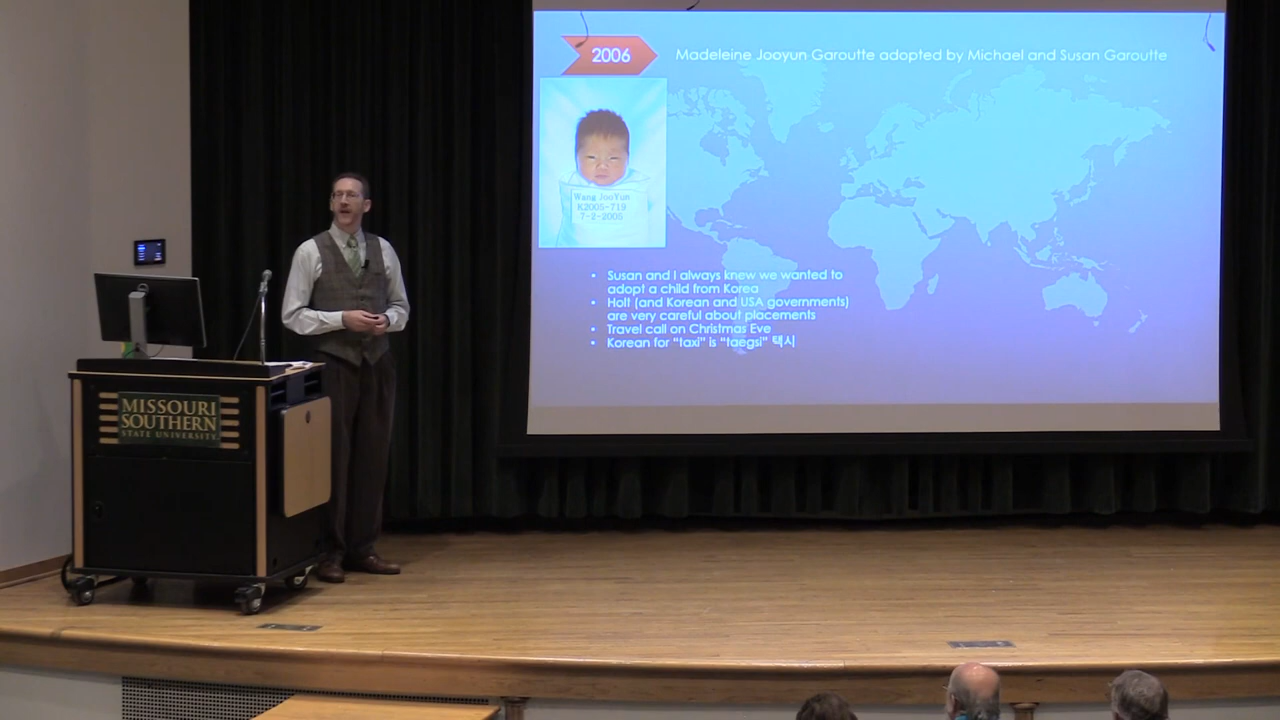 2006
Madeleine Jooyun Garoutte adopted by Michael and Susan Garoutte
Wang JooYun
K2005-719
7-2-2005
• Susan and I always knew we wanted to
adopt a child from Korea
• Holt (and Korean and USA governments)
are very careful about placements
• Travel call on Christmas Eve
• Korean for “taxi” is “taegsi” 택시
MISSOURI
SOUTHERN
STATE UNIVERSITY